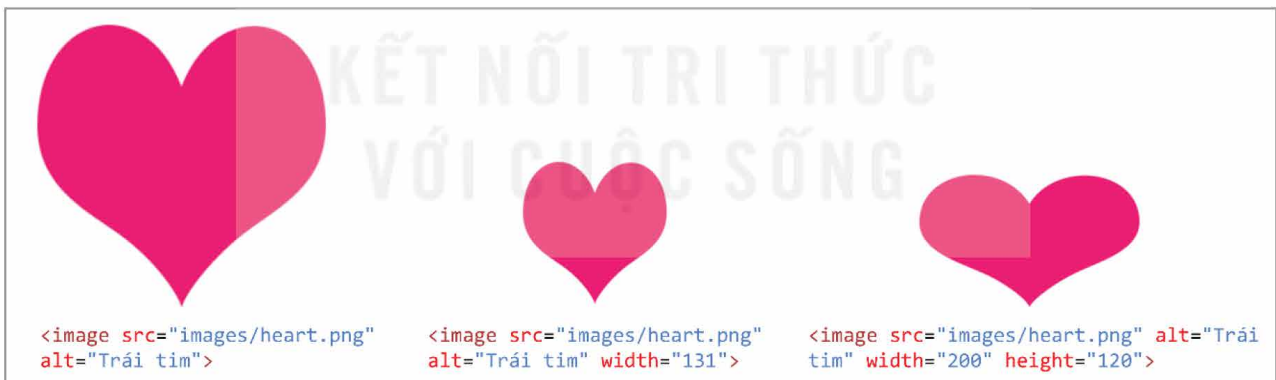 KẾT NỐI TRI THỨC
VỚI CUỘC SỐNG
<image src="images/heart.png"
alt="Trái tim">
<image src="images/heart.png"
alt="Trái tim" width="131">
<image src="images/heart.png" alt="Trái
tim" width="200" height="120">